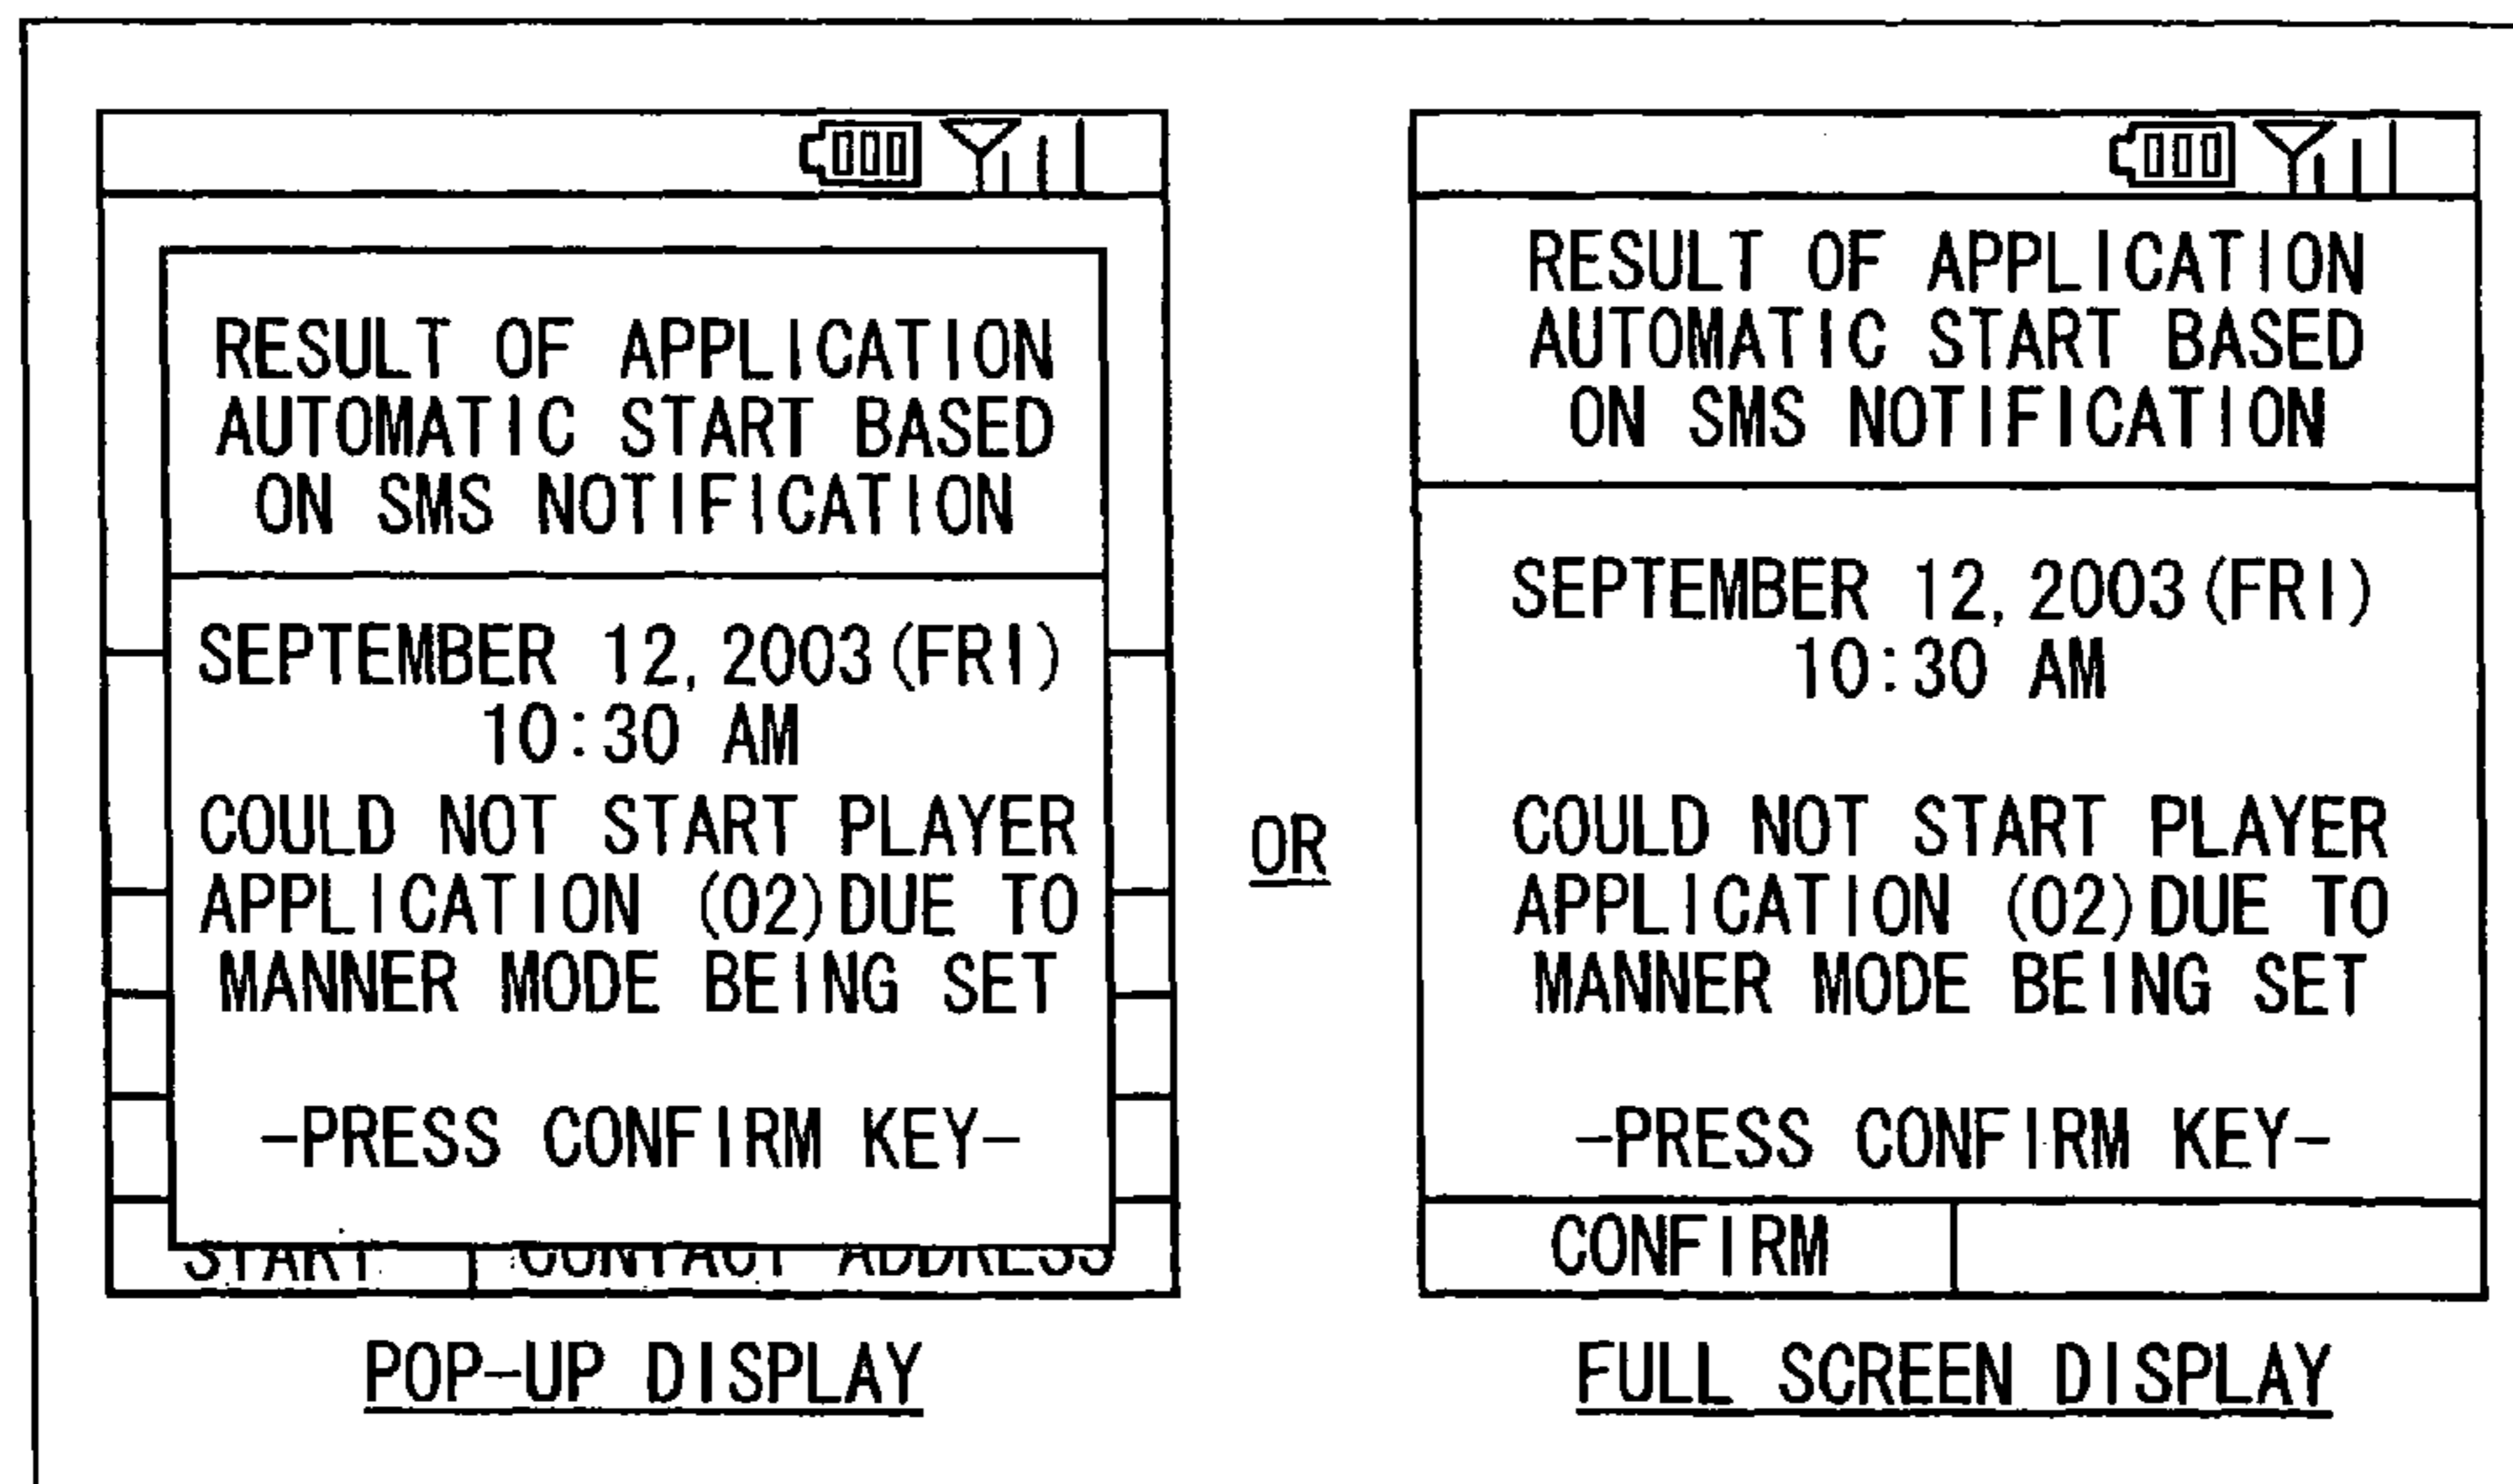 RESULT OF APPLICATION
AUTOMATIC START BASED
ON SMS NOTIFICATION
SEPTEMBER 12,2003(FRI)
10:30 AM
COULD NOT START PLAYER
APPLICATION (02)DUE TO
MANNER MODE BEING SET
-PRESS CONFIRM KEY-
START CONTACT ADDRESS
POP-UP DISPLAY
OR
RESULT OF APPLICATION
AUTOMATIC START BASED
ON SMS NOTIFICATION
SEPTEMBER 12,2003(FRI)
10:30 AM
COULD NOT START PLAYER
APPLICATION (02)DUE TO
MANNER MODE BEING SET
-PRESS CONFIRM KEY-
CONFIRM
FULL SCREEN DISPLAY